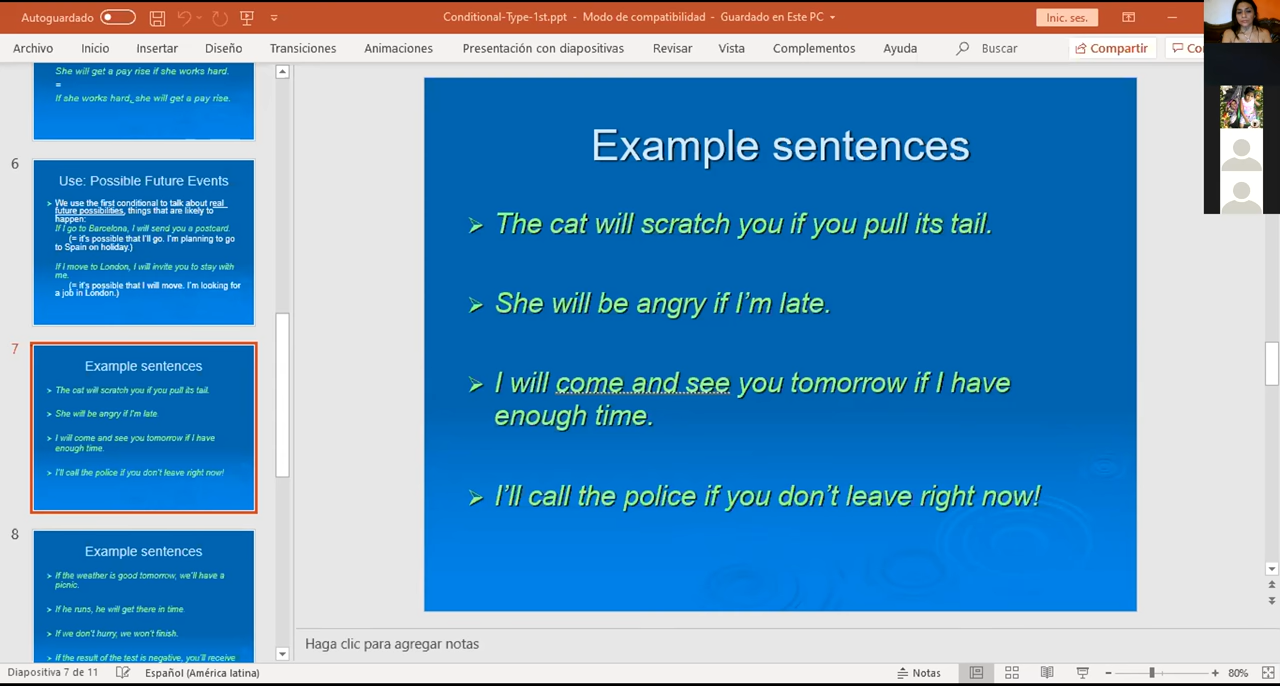 Autoguardado
Conditional-Type-1st.ppt - Modo de compatibilidad - Guardado en Este PC
Inic. ses.
Archivo Inicio Insertar Diseño Transiciones Animaciones Presentación con diapositivas Revisar Vista Complementos Ayuda Buscar Compartir Co
She will get a pay rise if she works hard.
=
If she works hard, she will get a pay rise.
6
Use: Possible Future Events
We use the first conditional to talk about real
future possibilities, things that are likely to
happen:
If I go to Barcelona, I will send you a postcard.
(= it's possible that I'll go. I'm planning to go
to Spain on holiday.)
If I move to London, I will invite you to stay with
me.
(= it's possible that I will move. I'm looking for
a job in London.)
7
Example sentences
The cat will scratch you if you pull its tail.
She will be angry if I'm late.
I will come and see you tomorrow if I have
enough time.
I'll call the police if you don't leave right now!
8
Example sentences
If the weather is good tomorrow, we'll have a
picnic.
If he runs, he will get there in time.
If we don't hurry, we won't finish.
If the result of the test is negative, you'll receive
Example sentences
The cat will scratch you if you pull its tail.
She will be angry if I'm late.
I will come and see you tomorrow if I have
enough time.
I'll call the police if you don't leave right now!
Haga clic para agregar notas
Diapositiva 7 de 11 Español (América latina) Notas 80%